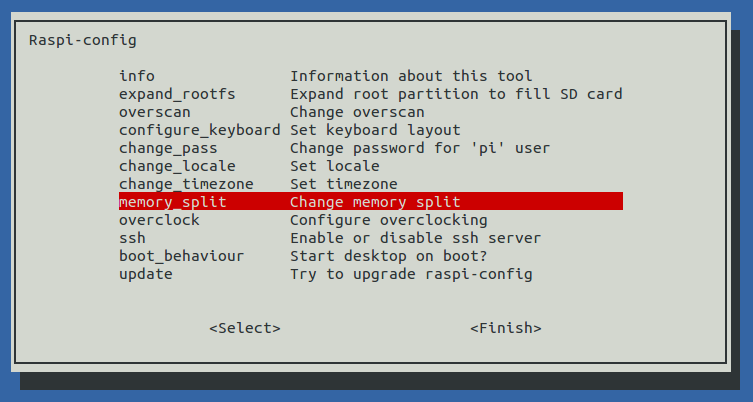 Raspi-config
info Information about this tool
expand_rootfs Expand root partition to fill SD card
overscan Change overscan
configure_keyboard Set keyboard layout
change_pass Change password for 'pi' user
change_locale Set locale
change_timezone Set timezone
memory_split Change memory split
overclock Configure overclocking
ssh Enable or disable ssh server
boot_behaviour Start desktop on boot?
update Try to upgrade raspi-config
<Select> <Finish>